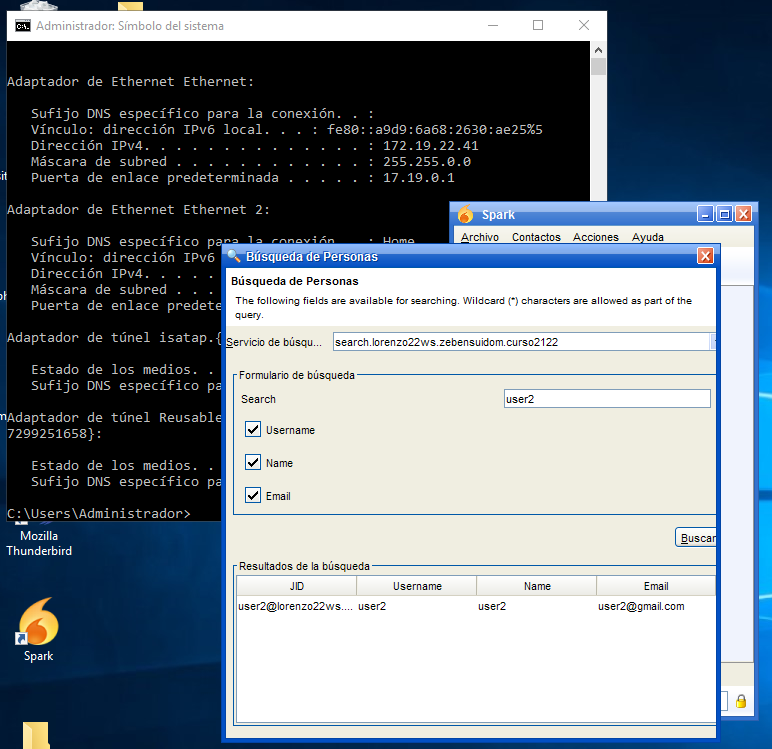 Administrador: Símbolo del sistema
Adaptador de Ethernet Ethernet:
Sufijo DNS específico para la conexión. . :
Vínculo: dirección IPv6 local. . . : fe80::a9d9:6a68:2630:ae25%5
Dirección IPv4. . . . . . . . . . . . . . : 172.19.22.41
Máscara de subred . . . . . . . . . . . . : 255.255.0.0
Puerta de enlace predeterminada . . . . . : 17.19.0.1
Adaptador de Ethernet Ethernet 2:
Sufijo DNS específico para la conexión. . : Home
Vínculo: dirección IPv6
Dirección IPv4. . . . .
Máscara de subred . . .
Puerta de enlace predete
Adaptador de túnel isatap.{
Estado de los medios. . .
Sufijo DNS específico pa
Adaptador de túnel Reusable
7299251658}:
Estado de los medios. . .
Sufijo DNS específico pa
C:\Users\Administrador>
Spark
Archivo Contactos Acciones Ayuda
Búsqueda de Personas
Búsqueda de Personas
The following fields are available for searching. Wildcard (*) characters are allowed as part of the
query.
Servicio de búsqu... search.lorenzo22ws.zebensuidom.curso2122
Formulario de búsqueda
Search user2
Username
Name
Email
Buscar
Resultados de la búsqueda
JID Username Name Email
user2@lorenzo22ws.... user2 user2 user2@gmail.com
Mozilla
Thunderbird
Spark